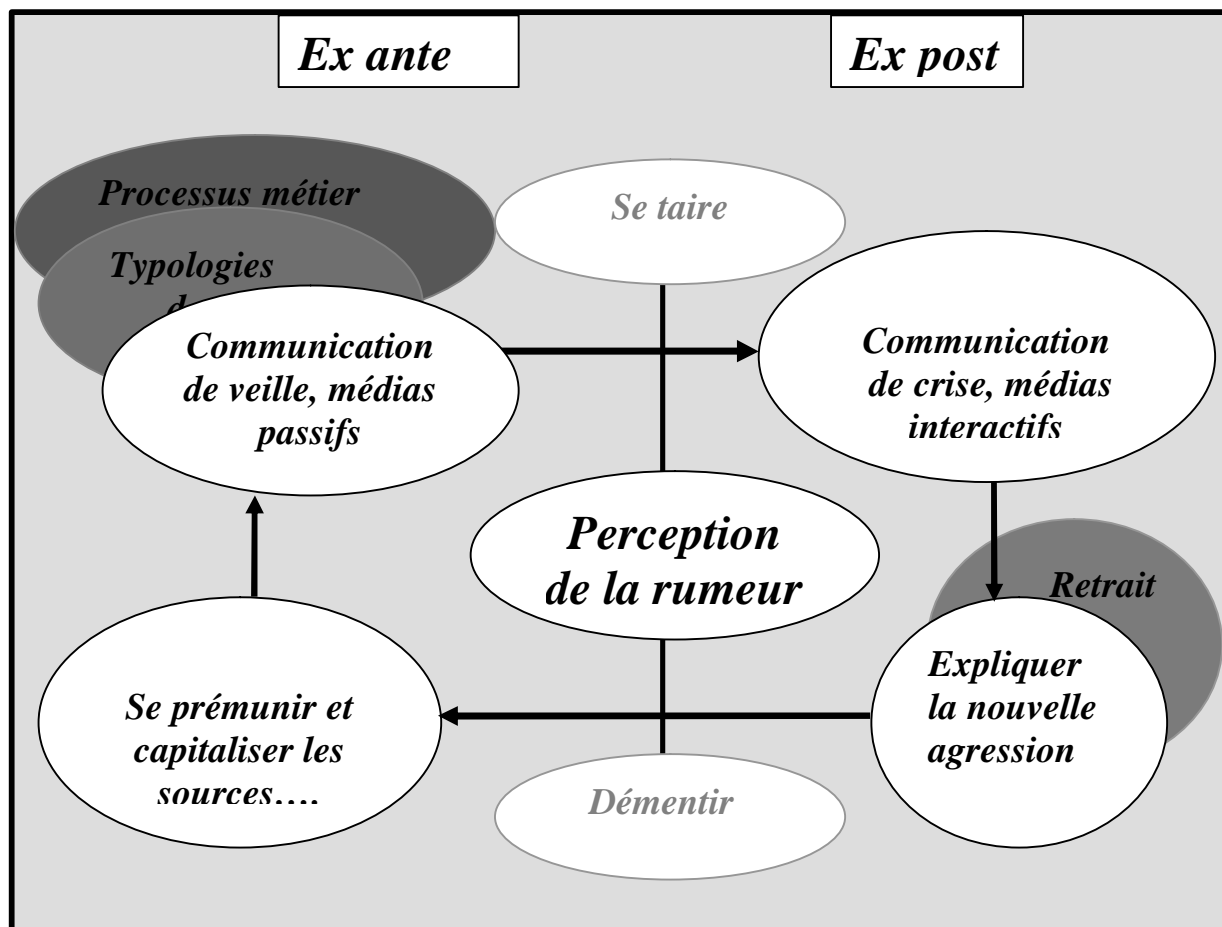 Ex ante
Ex post
Processus métier
Typologies
Se taire
Communication
de veille, médias
passifs
Communication
de crise, médias
interactifs
Perception
de la rumeur
Retrait
Expliquer
la nouvelle
agression
Se prémunir et
capitaliser les
sources….
Démentir